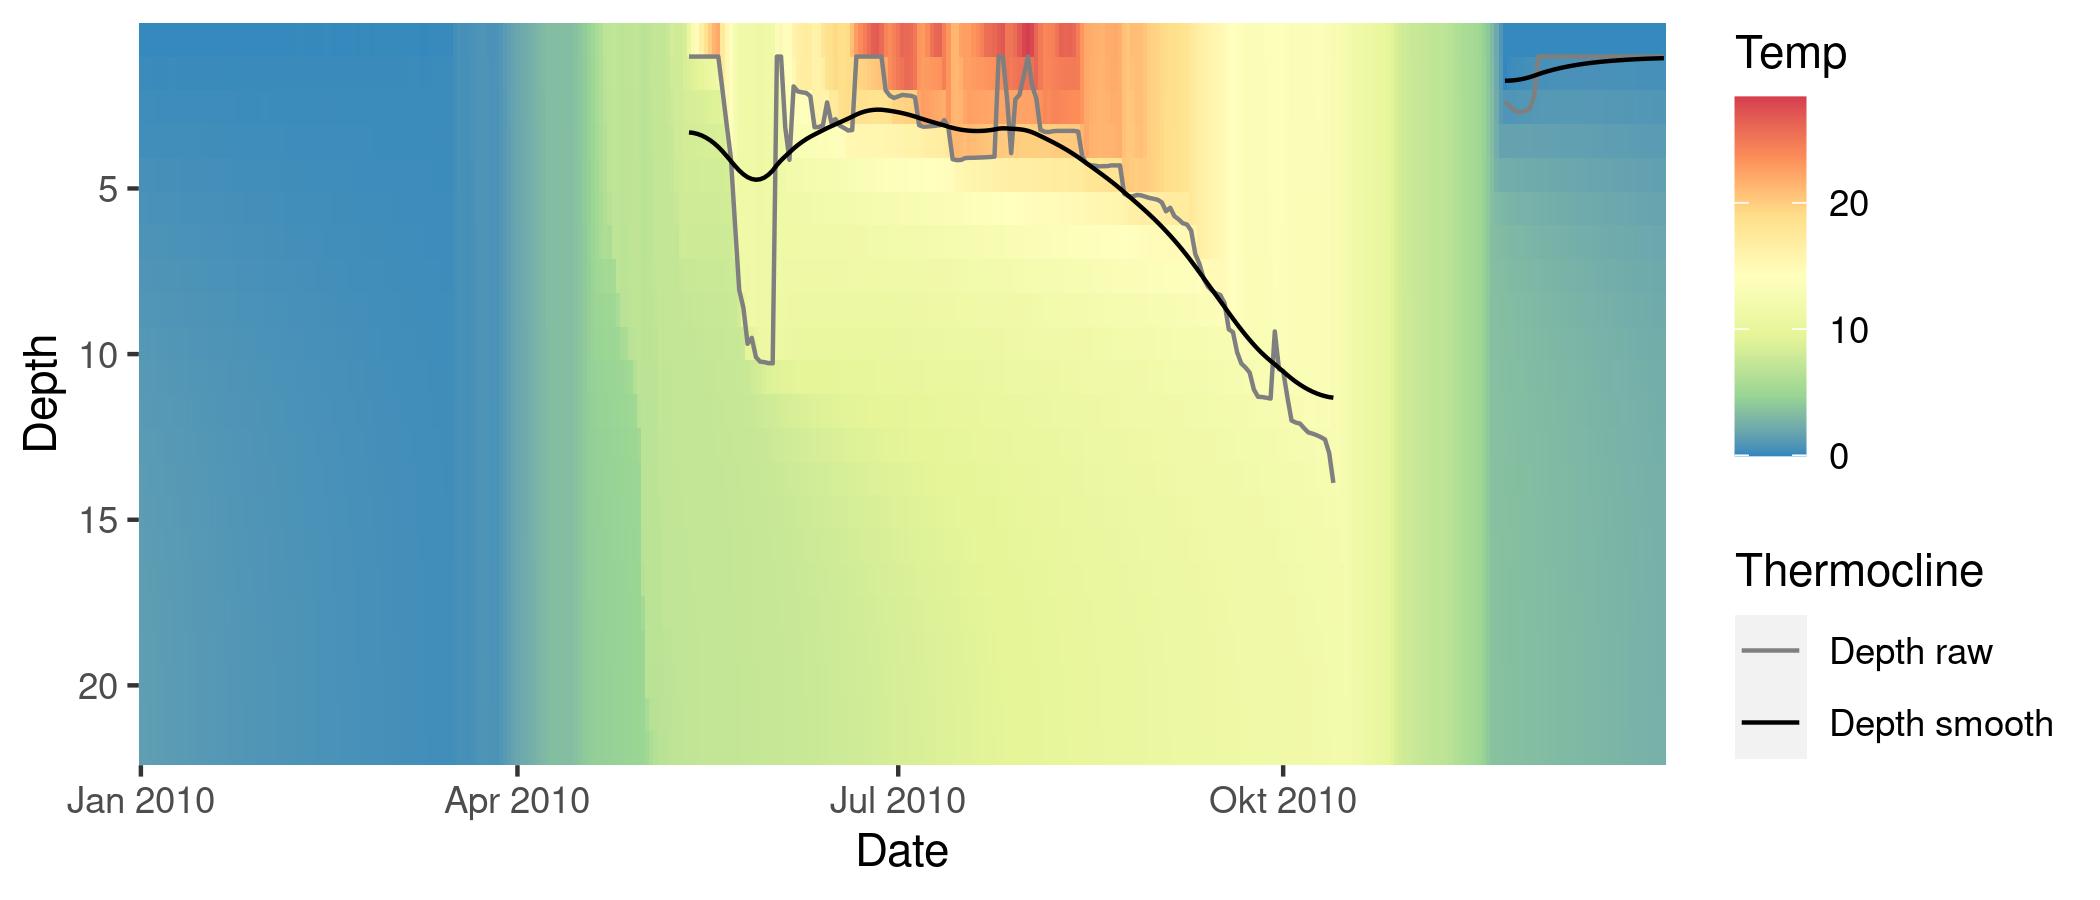 Temp
20
10
0
Thermocline
Depth raw
Depth smooth
Depth
5
10
15
20
Jan 2010
Apr 2010
Jul 2010
Okt 2010
Date